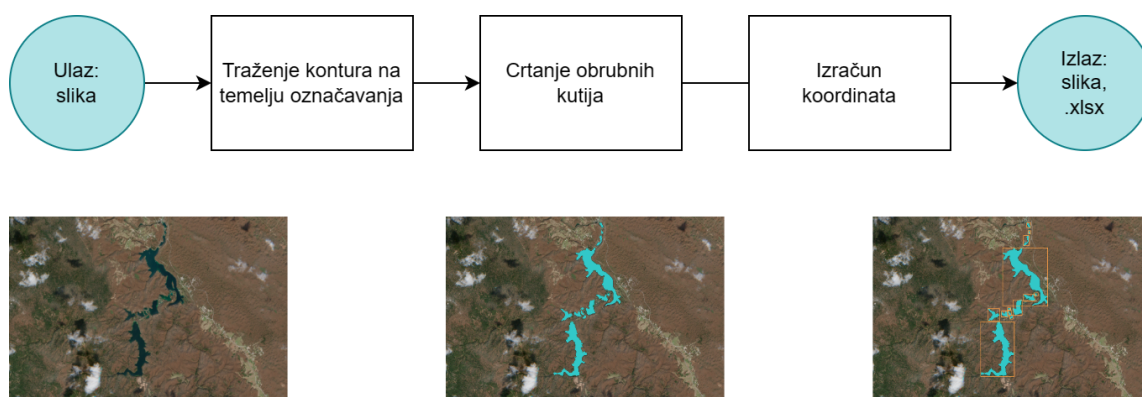 Ulaz:
slika
Traženje kontura na
temelju označavanja
Crtanje obrubnih
kutija
Izračun
koordinata
Izlaz:
slika,
.xlsx